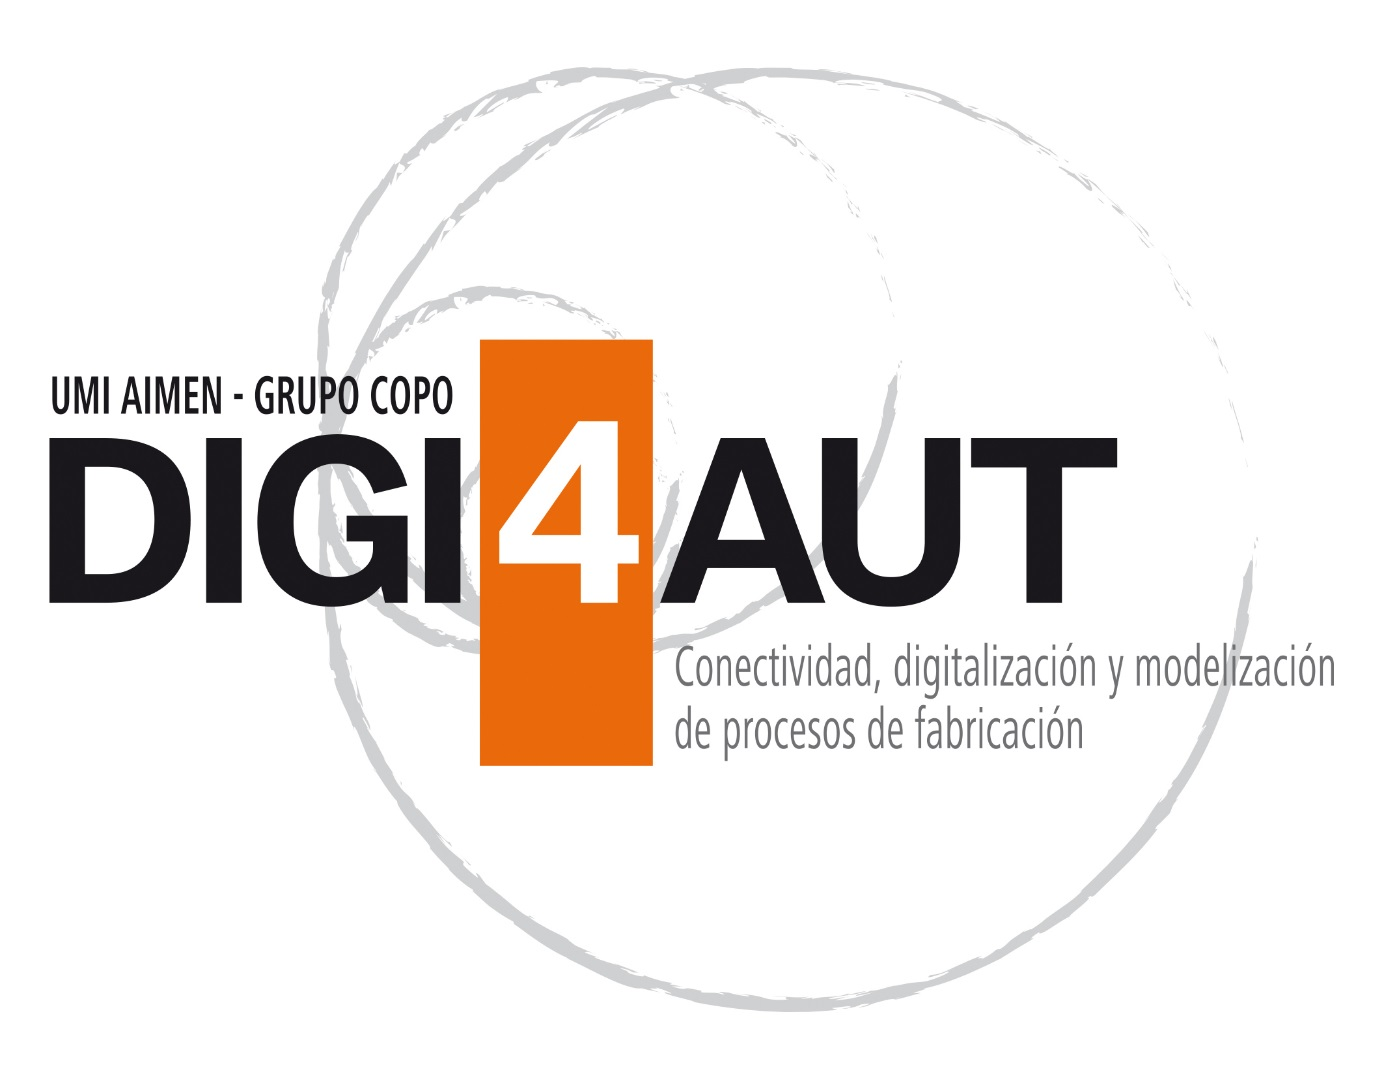 UMI AIMEN - GRUPO COPO
DIGI4AUT
Conectividad, digitalización y modelización
de procesos de fabricación